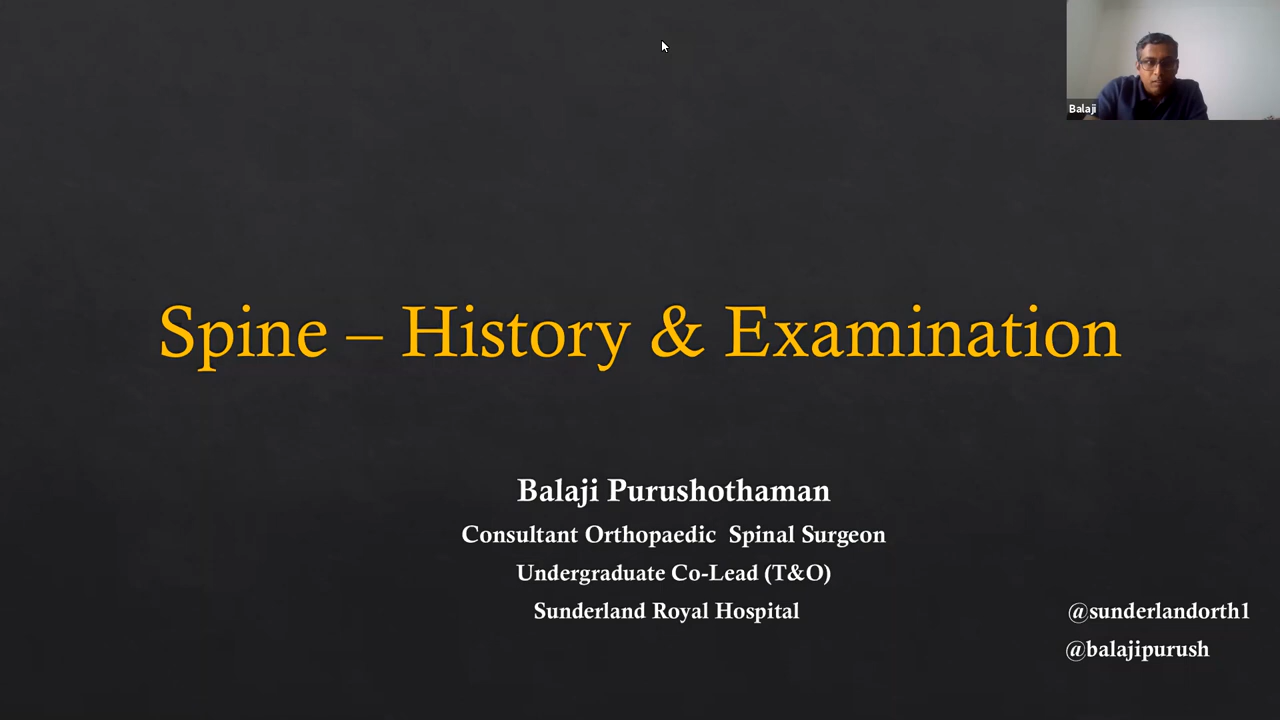 Balaji
Spine – History & Examination
Balaji Purushothaman
Consultant Orthopaedic Spinal Surgeon
Undergraduate Co-Lead (T&O)
Sunderland Royal Hospital
@sunderlandorth1
@balajipurush